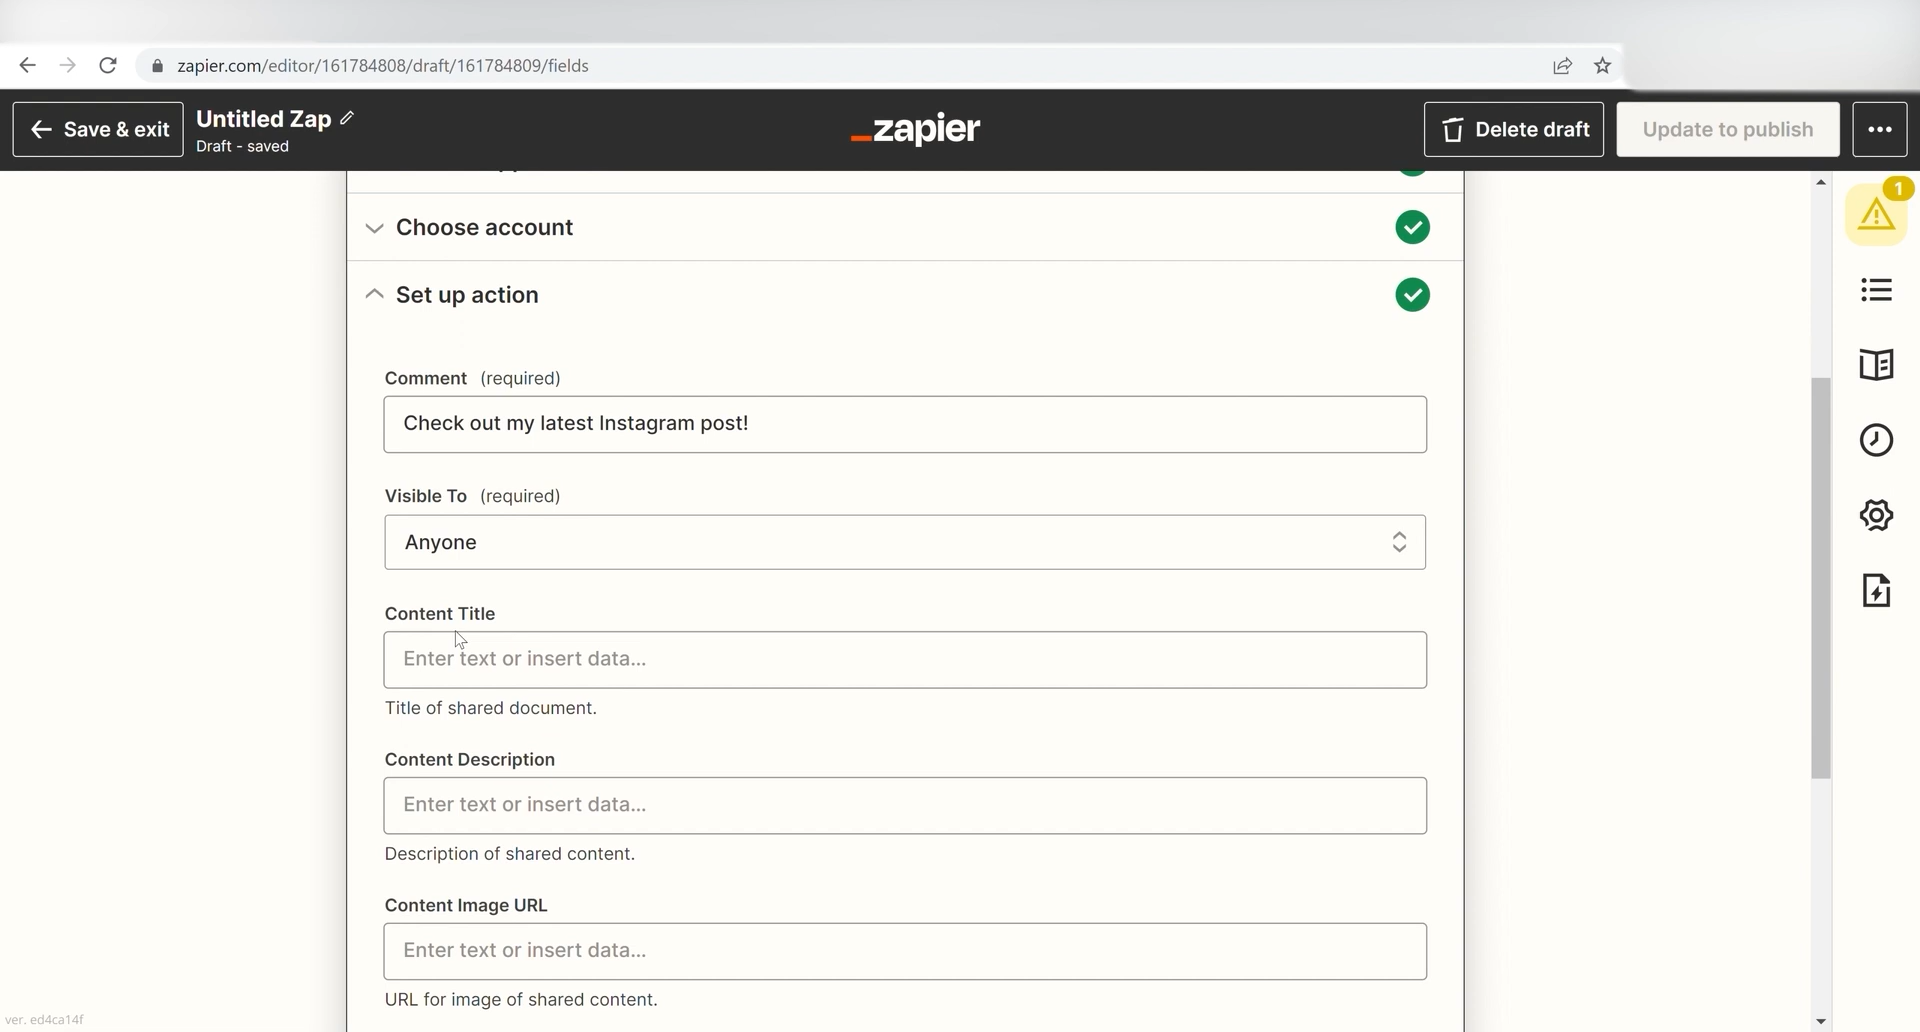 zapier.com/editor/161784808/draft/161784809/fields
Save & exit
Untitled Zap
Draft - saved
_zapier
Delete draft
Update to publish
1
Choose account
Set up action
Comment (required)
Check out my latest Instagram post!
Visible To (required)
Anyone
Content Title
Enter text or insert data...
Title of shared document.
Content Description
Enter text or insert data...
Description of shared content.
Content Image URL
Enter text or insert data...
URL for image of shared content.
ver. ed4ca14f